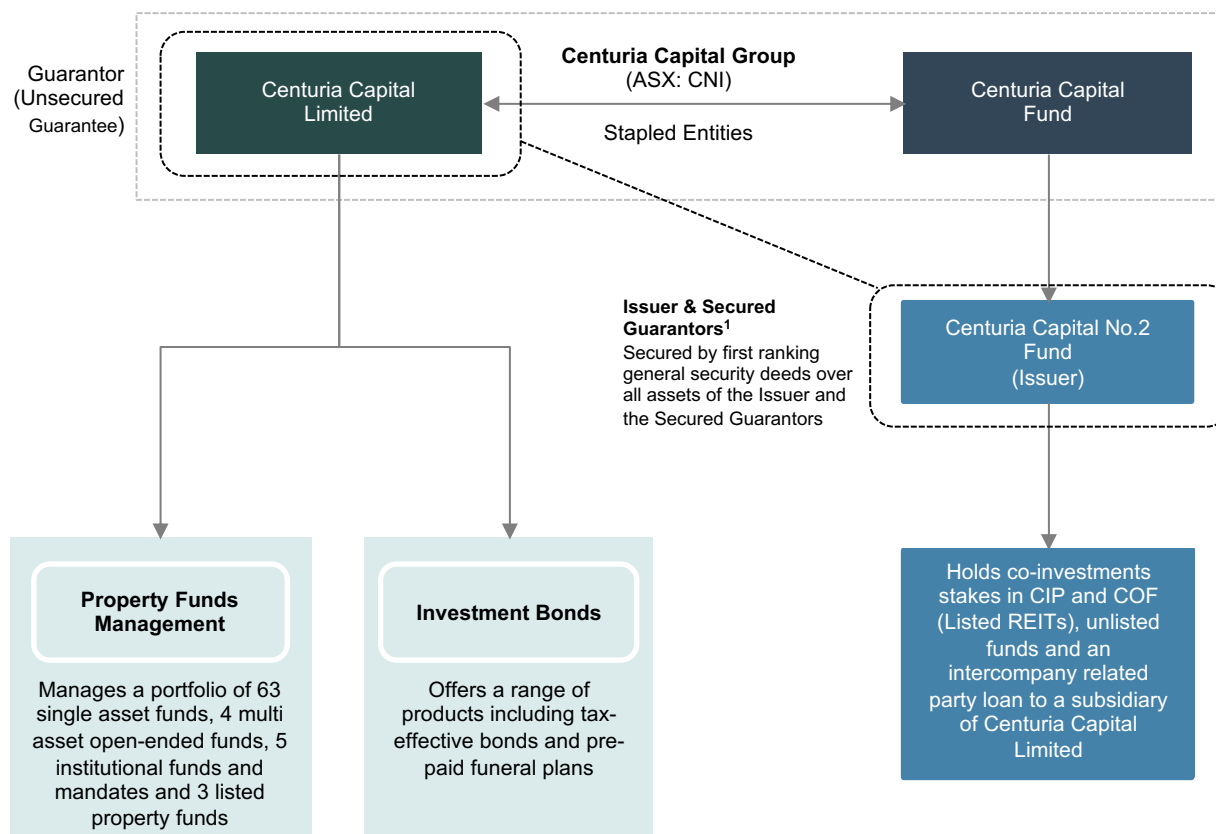 Guarantor
(Unsecured
Guarantee)
Centuria Capital
Limited
Centuria Capital Group
(ASX: CNI)
Stapled Entities
Centuria Capital
Fund
Issuer & Secured
Guarantors¹
Secured by first ranking
general security deeds over
all assets of the Issuer and
the Secured Guarantors
Centuria Capital No.2
Fund
(Issuer)
Property Funds
Management
Manages a portfolio of 63
single asset funds, 4 multi
asset open-ended funds, 5
institutional funds and
mandates and 3 listed
property funds
Investment Bonds
Offers a range of
products including tax-
effective bonds and pre-
paid funeral plans
Holds co-investments
stakes in CIP and COF
(Listed REITs), unlisted
funds and an
intercompany related
party loan to a subsidiary
of Centuria Capital
Limited